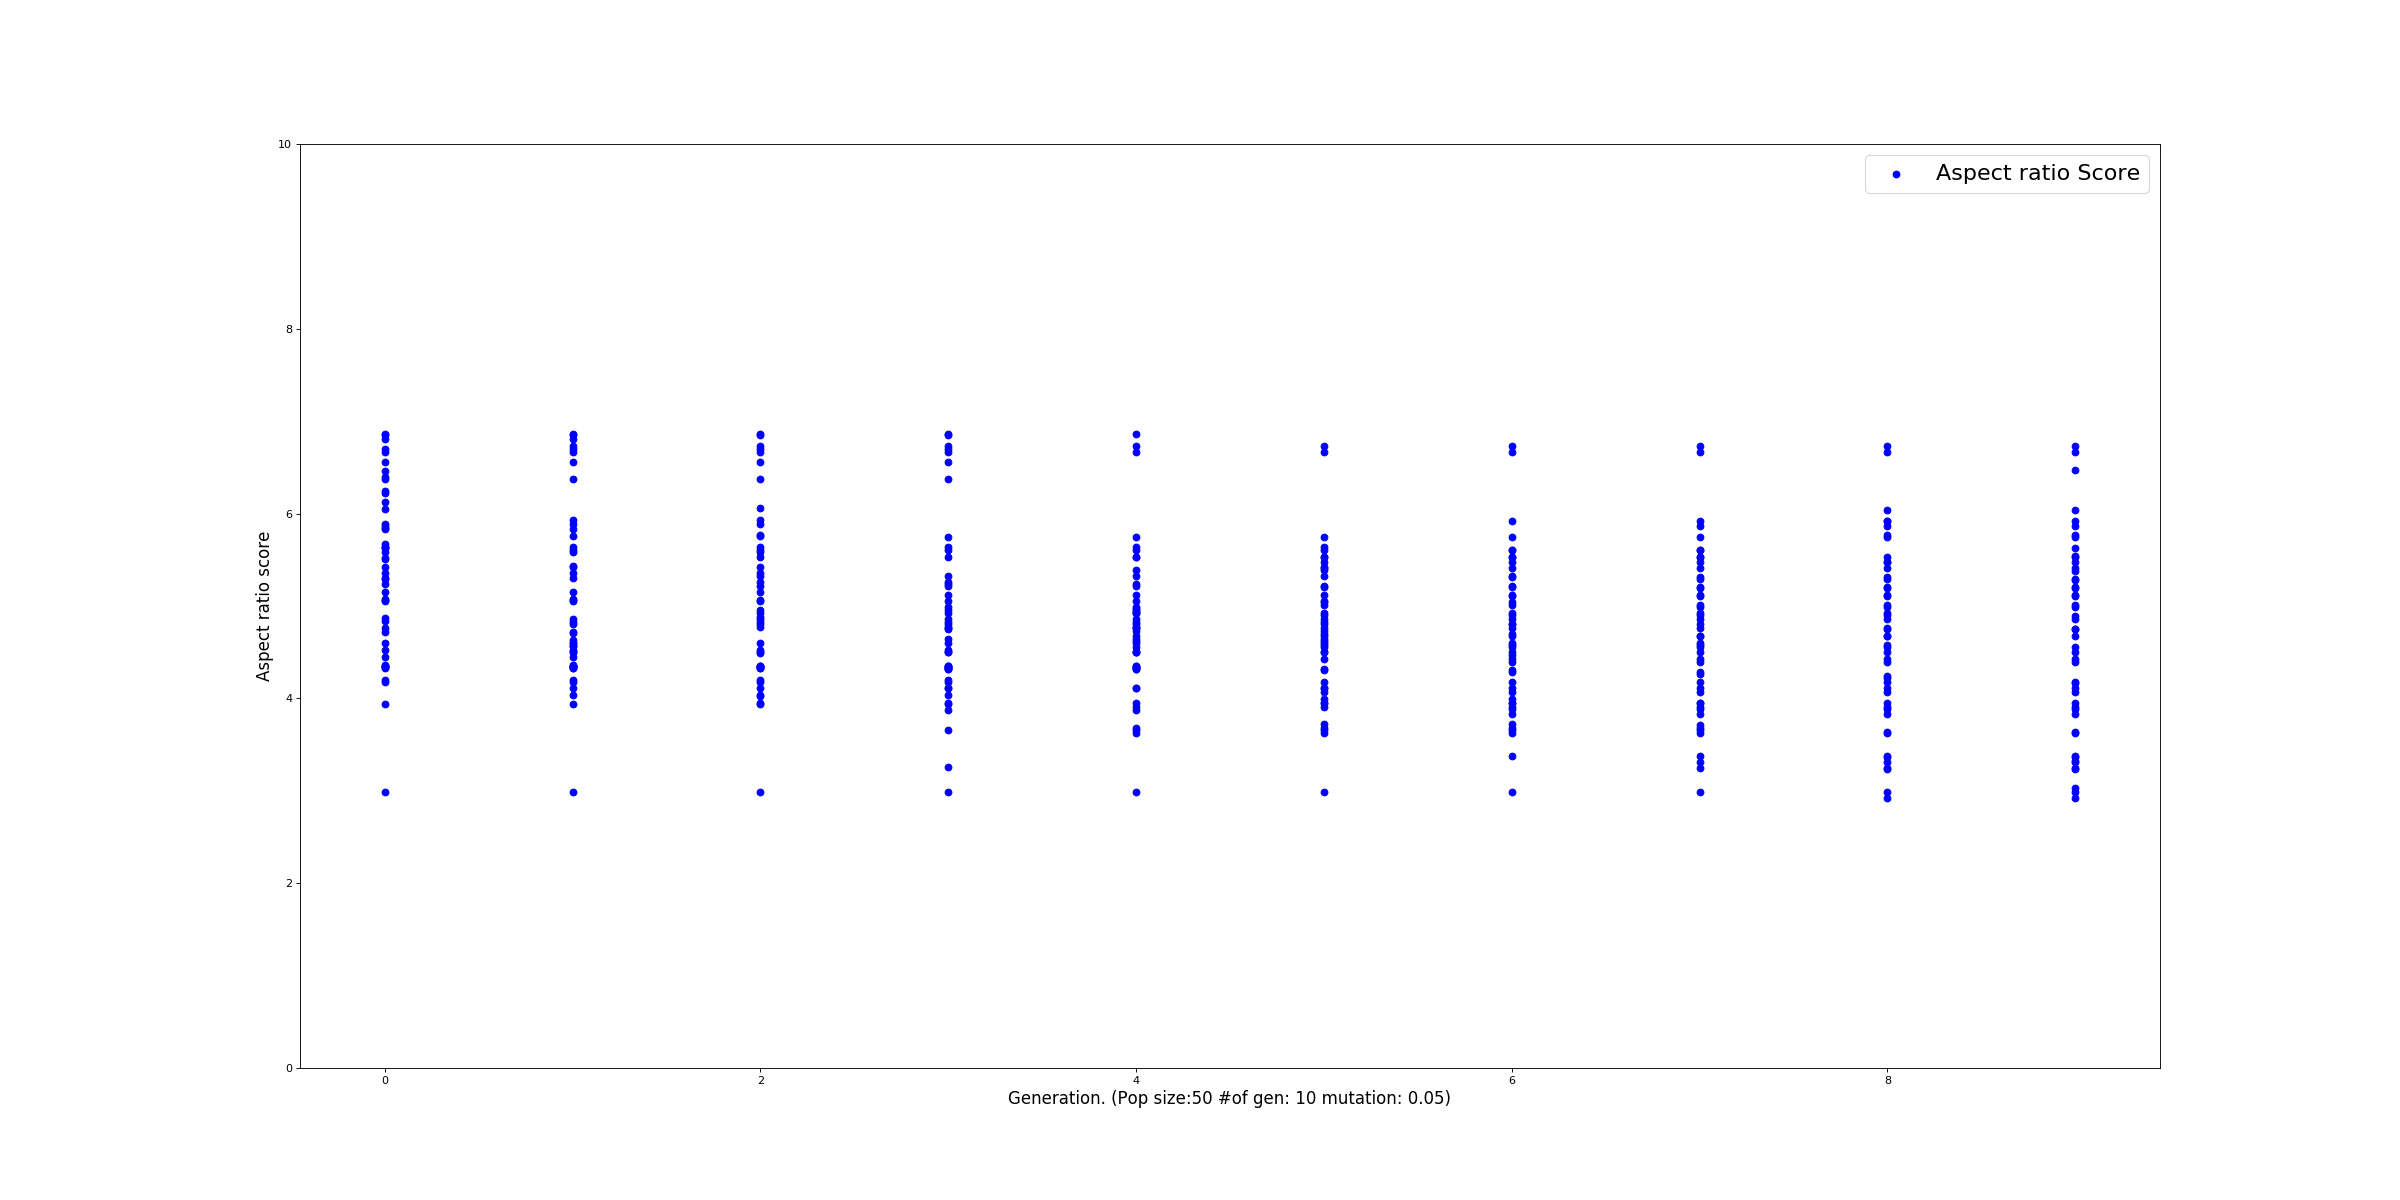 10
Aspect ratio Score
8
6
Aspect ratio score
4
2
0
0 2 4 6 8
Generation. (Pop size:50 #of gen: 10 mutation: 0.05)